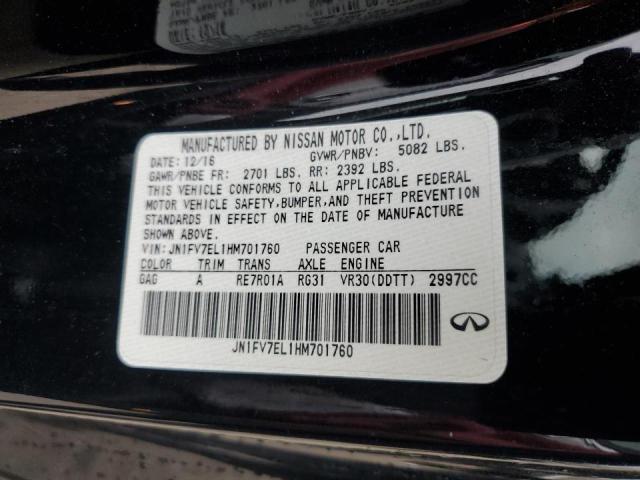 MANUFACTURED BY NISSAN MOTOR CO.,LTD.
DATE: 12/16 GVWR/PNBV: 5082 LBS.
GAWR/PNBE FR: 2701 LBS. RR: 2392 LBS.
THIS VEHICLE CONFORMS TO ALL APPLICABLE FEDERAL
MOTOR VEHICLE SAFETY,BUMPER,AND THEFT PREVENTION
STANDARDS IN EFFECT ON THE DATE OF MANUFACTURE
SHOWN ABOVE.
VIN: JN1FV7EL1HM701760 PASSENGER CAR
COLOR TRIM TRANS AXLE ENGINE
GAG A RE7R01A RG31 VR30(DDTT) 2997CC
JN1FV7EL1HM701760